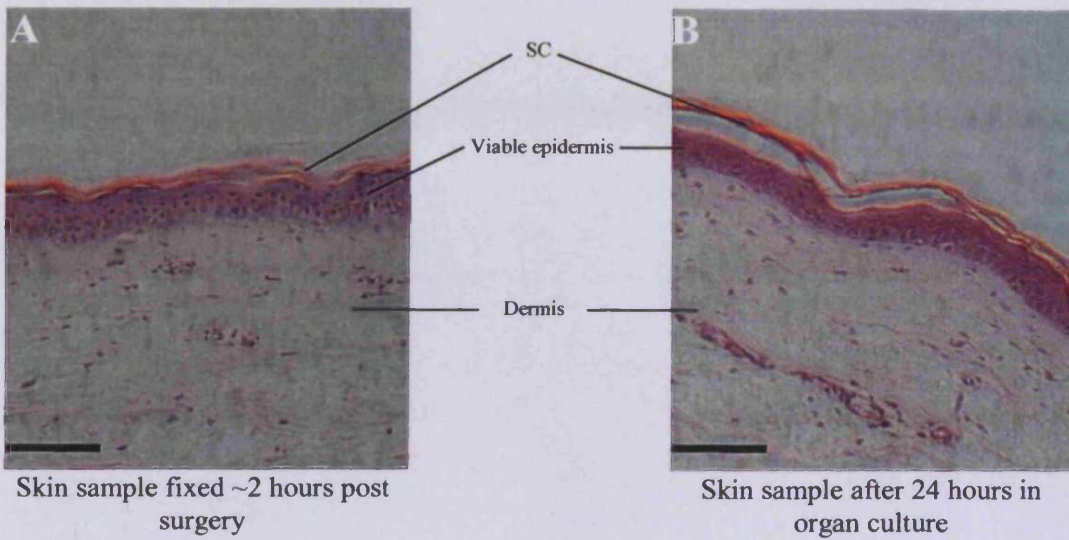 A
B
SC
Viable epidermis
Dermis
Skin sample fixed ~2 hours post
surgery
Skin sample after 24 hours in
organ culture